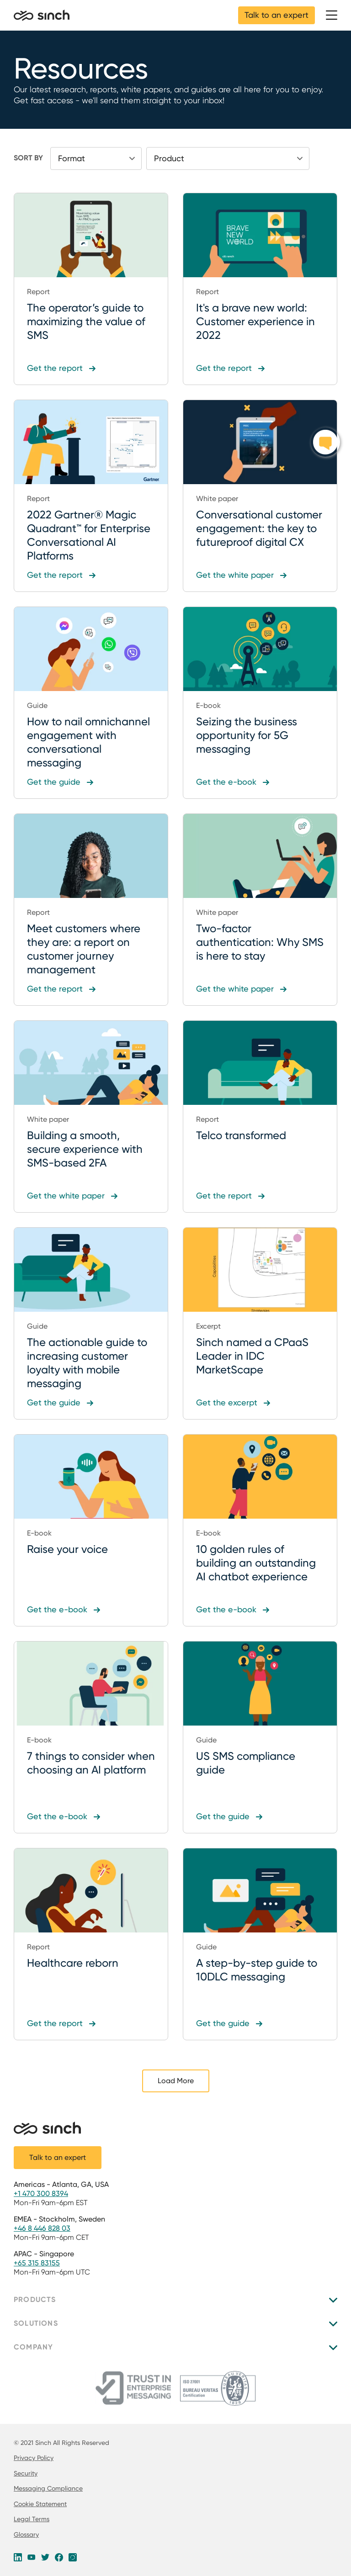 sinch
Talk to an expert
Resources
Our latest research, reports, white papers, and guides are all here for you to enjoy.
Get fast access - we'll send them straight to your inbox!
SORT BY
Format
Product
Report
The operator's guide to
maximizing the value of
SMS
Get the report →
BRAVE
NEW
WORLD
Report
It's a brave new world:
Customer experience in
2022
Get the report →
Gartner
Report
2022 Gartner® Magic
Quadrant™ for Enterprise
Conversational AI
Platforms
Get the report →
White paper
Conversational customer
engagement: the key to
futureproof digital CX
Get the white paper →
Guide
How to nail omnichannel
engagement with
conversational
messaging
Get the guide →
E-book
Seizing the business
opportunity for 5G
messaging
Get the e-book →
Report
Meet customers where
they are: a report on
customer journey
management
Get the report →
White paper
Two-factor
authentication: Why SMS
is here to stay
Get the white paper →
White paper
Building a smooth,
secure experience with
SMS-based 2FA
Get the white paper →
Report
Telco transformed
Get the report →
Guide
The actionable guide to
increasing customer
loyalty with mobile
messaging
Get the guide →
Capabilities
Excerpt
Sinch named a CPaaS
Leader in IDC
MarketScape
Get the excerpt →
E-book
Raise your voice
Get the e-book →
E-book
10 golden rules of
building an outstanding
AI chatbot experience
Get the e-book →
E-book
7 things to consider when
choosing an AI platform
Get the e-book →
Guide
US SMS compliance
guide
Get the guide →
Report
Healthcare reborn
Get the report →
Guide
A step-by-step guide to
10DLC messaging
Get the guide →
Load More
sinch
Talk to an expert
Americas - Atlanta, GA, USA
+1 470 300 8394
Mon-Fri 9am-6pm EST
EMEA - Stockholm, Sweden
+46 8 446 828 03
Mon-Fri 9am-6pm CET
APAC - Singapore
+65 315 83155
Mon-Fri 9am-6pm UTC
PRODUCTS
SOLUTIONS
COMPANY
TRUST IN
ENTERPRISE
MESSAGING
ISO 27001
BUREAU VERITAS
Certification
© 2021 Sinch All Rights Reserved
Privacy Policy
Security
Messaging Compliance
Cookie Statement
Legal Terms
Glossary